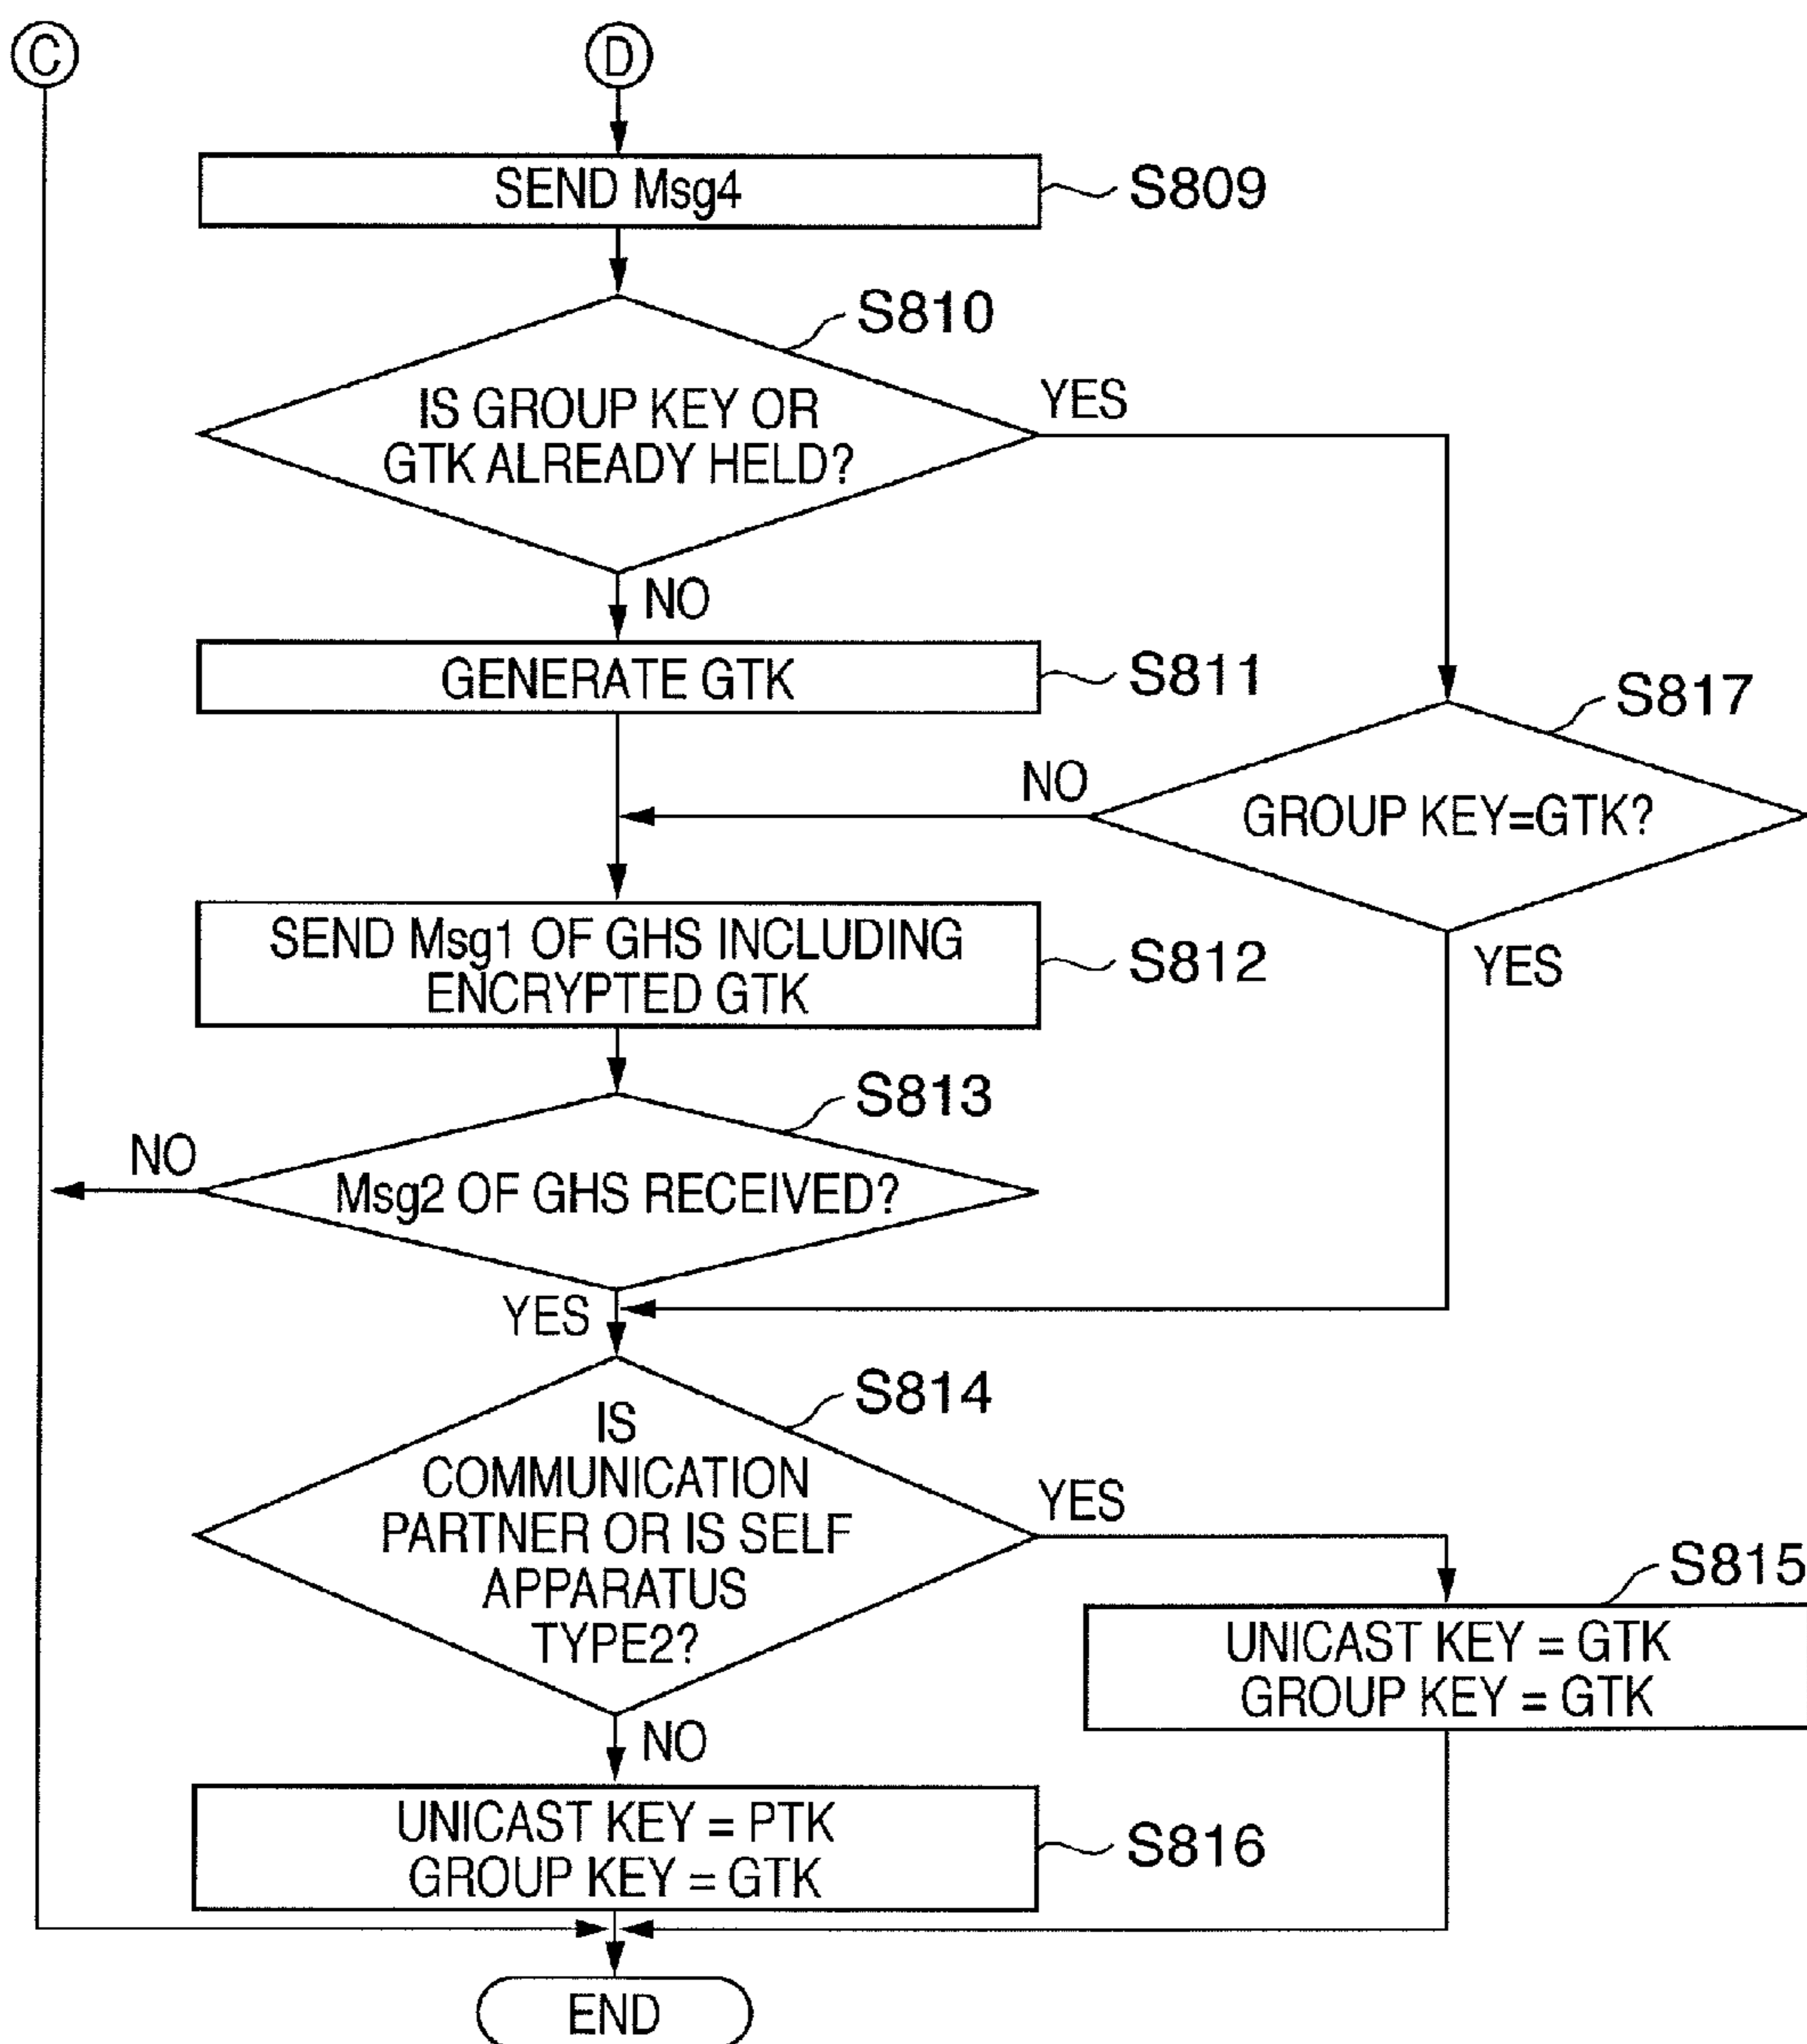 C
D
SEND Msg4
S809
S810
IS GROUP KEY OR
GTK ALREADY HELD?
YES
NO
GENERATE GTK
S811
S817
NO
GROUP KEY=GTK?
SEND Msg1 OF GHS INCLUDING
ENCRYPTED GTK
S812
YES
S813
NO
Msg2 OF GHS RECEIVED?
YES
S814
IS
COMMUNICATION
PARTNER OR IS SELF
APPARATUS
TYPE2?
YES
S815
UNICAST KEY = GTK
GROUP KEY = GTK
NO
UNICAST KEY = PTK
GROUP KEY = GTK
S816
END